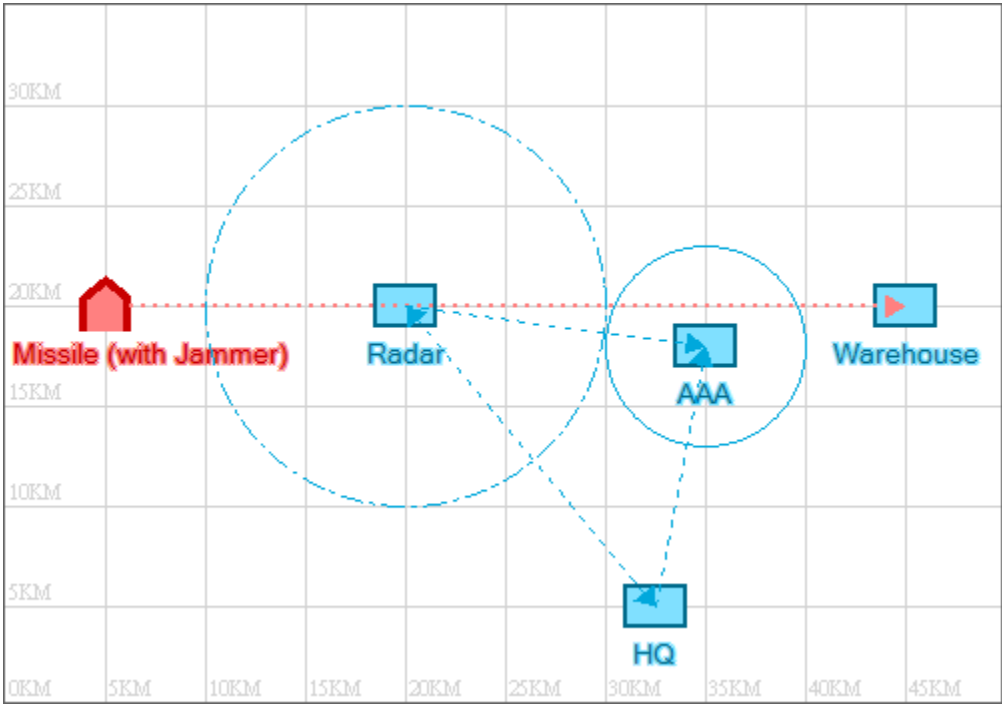 30KM
25KM
20KM
Missile (with Jammer)
Radar
AAA
Warehouse
15KM
10KM
5KM
HQ
0KM 5KM 10KM 15KM 20KM 25KM 30KM 35KM 40KM 45KM